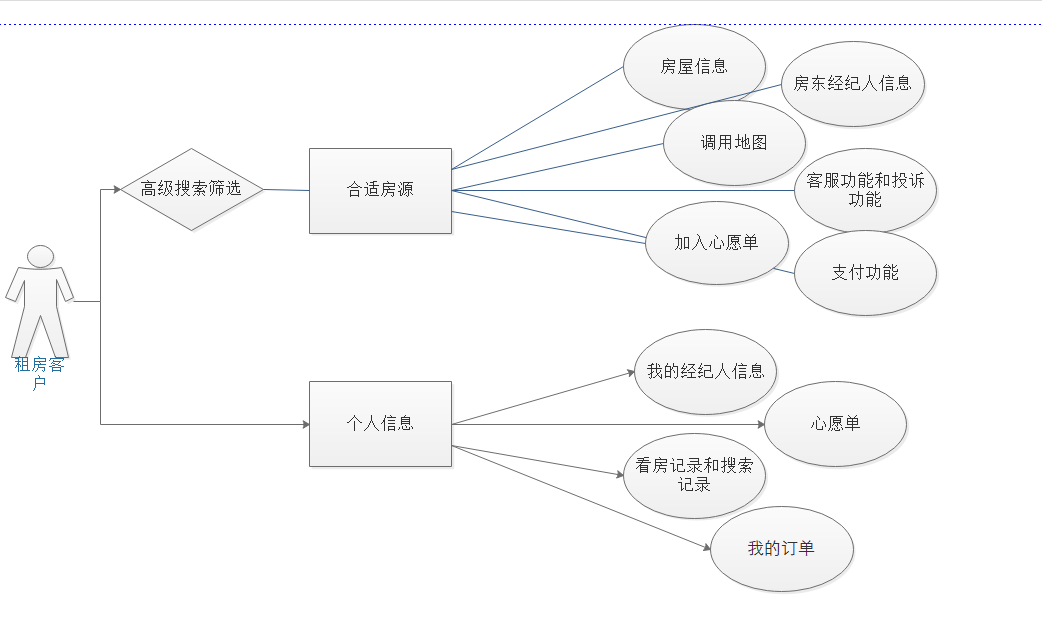 房屋信息
房东经纪人信息
调用地图
高级搜索筛选
合适房源
客服功能和投诉
功能
加入心愿单
支付功能
租房客
户
我的经纪人信息
个人信息
心愿单
看房记录和搜索
记录
我的订单